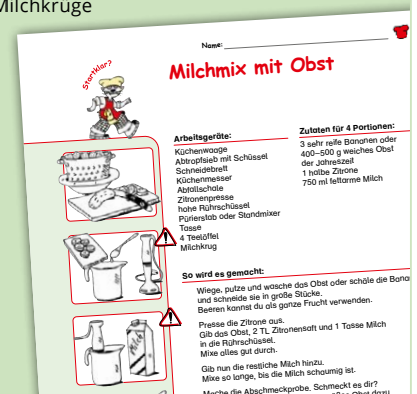 Milchkrüge
Name:
Startklar?
Milchmix mit Obst
Arbeitsgeräte:
Küchenwaage
Abtropfsieb mit Schüssel
Schneidebrett
Küchenmesser
Abfallschale
Zitronenpresse
hohe Rührschüssel
Pürierstab oder Standmixer
Tasse
4 Teelöffel
Milchkrug
Zutaten für 4 Portionen:
3 sehr reife Bananen oder
400–500 g weiches Obst
der Jahreszeit
1 halbe Zitrone
750 ml fettarme Milch
Milch
So wird es gemacht:
Wiege, putze und wasche das Obst oder schäle die Bana
und schneide sie in große Stücke.
Beeren kannst du als ganze Frucht verwenden.
Presse die Zitrone aus.
Gib das Obst, 2 TL Zitronensaft und 1 Tasse Milch
in die Rührschüssel.
Mixe alles gut durch.
Gib nun die restliche Milch hinzu.
Mixe so lange, bis die Milch schaumig ist.
Mache die Abschmeckprobe. Schmeckt es dir?
Obst dazu